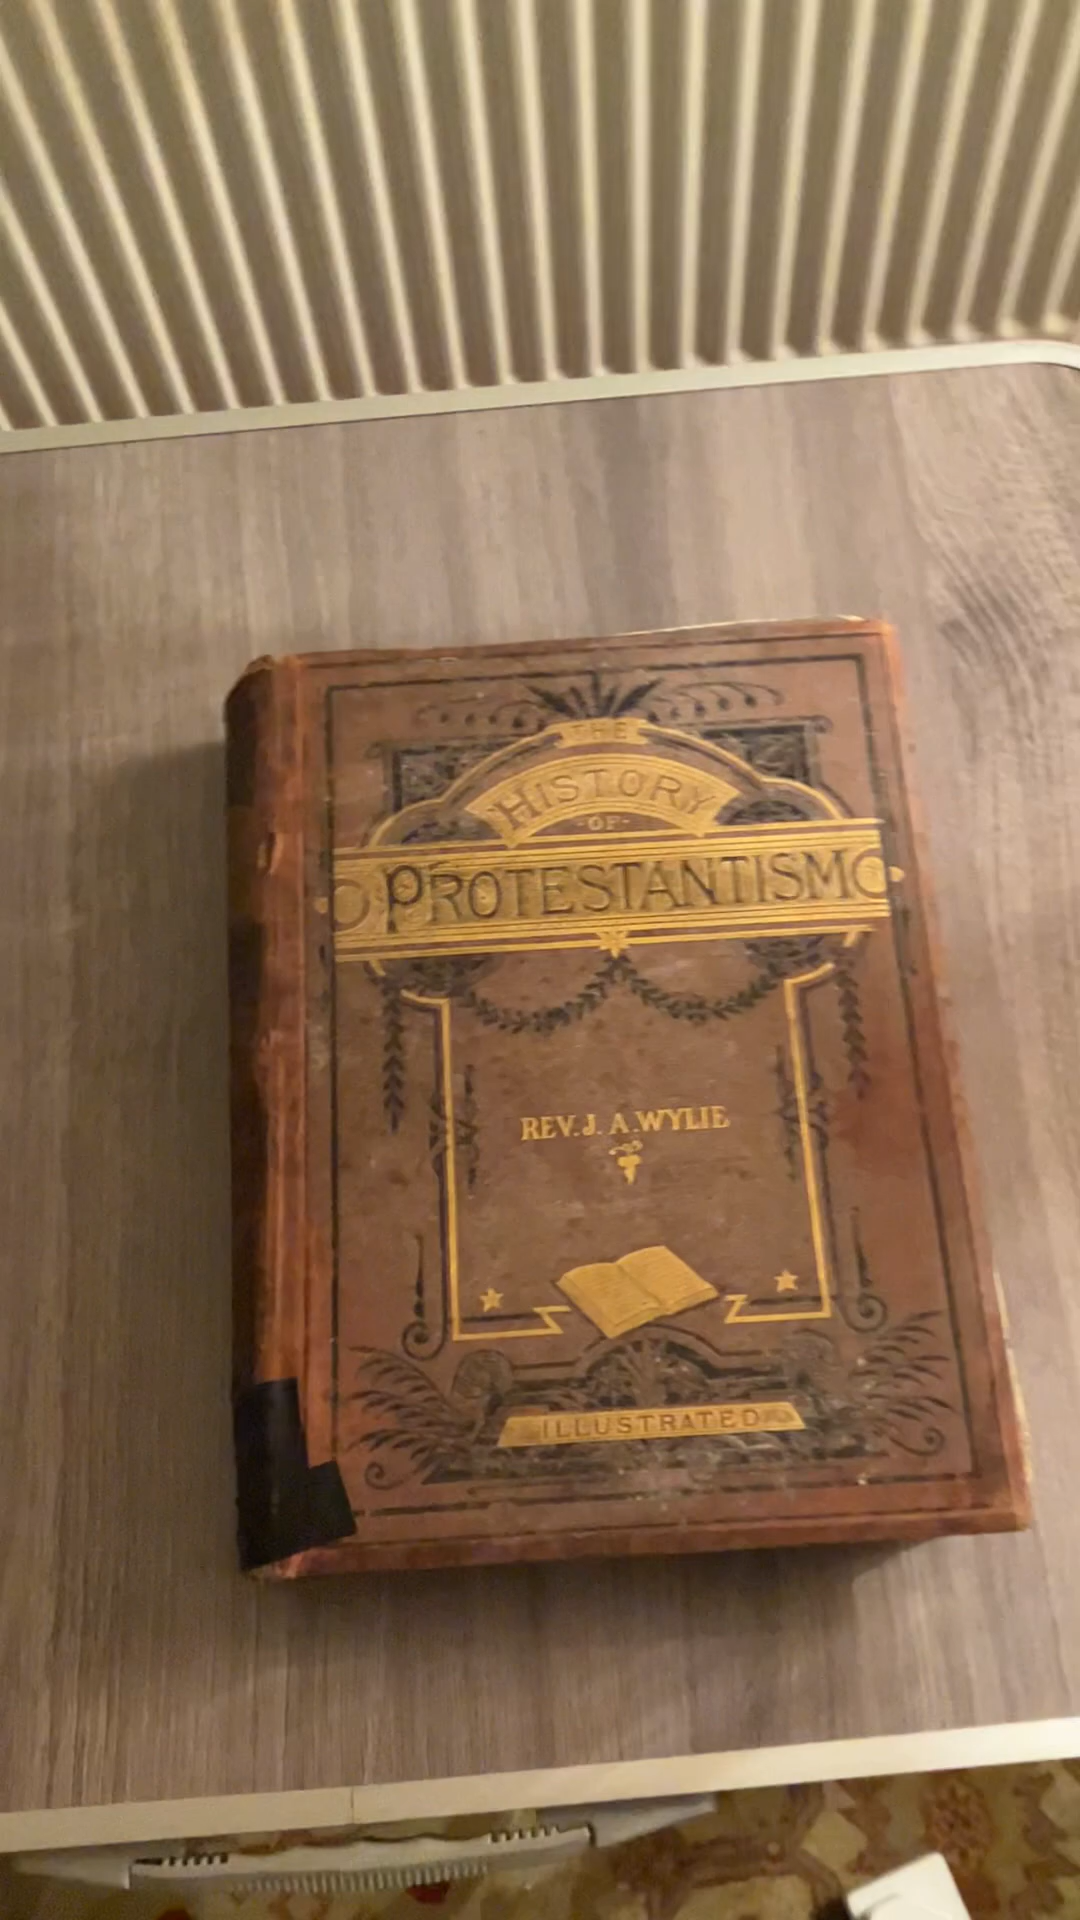 THE
HISTORY
-OF-
PROTESTANTISM
REV. J. A. WYLIE
ILLUSTRATED